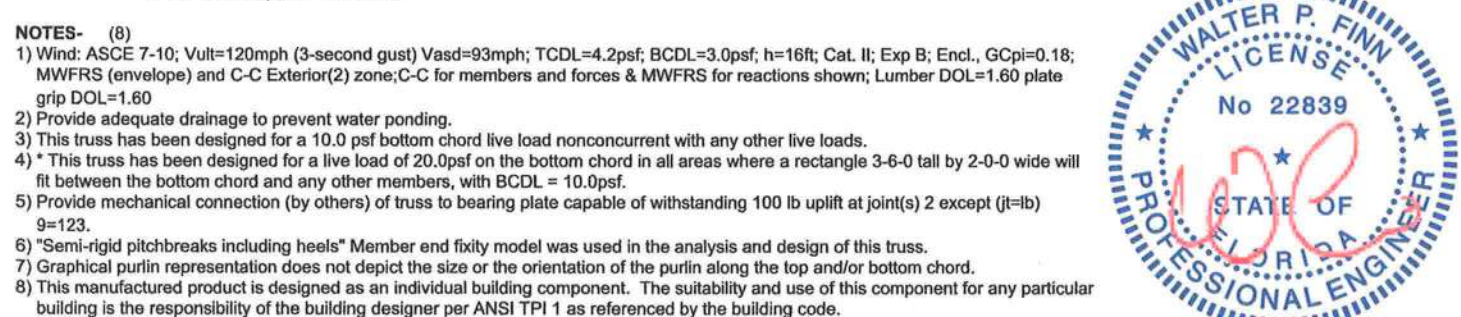 NOTES- (8)
1) Wind: ASCE 7-10; Vult=120mph (3-second gust) Vasd=93mph; TCDL=4.2psf; BCDL=3.0psf; h=16ft; Cat. II; Exp B; Encl., GCpi=0.18;
MWFRS (envelope) and C-C Exterior(2) zone;C-C for members and forces & MWFRS for reactions shown; Lumber DOL=1.60 plate
grip DOL=1.60
2) Provide adequate drainage to prevent water ponding.
3) This truss has been designed for a 10.0 psf bottom chord live load nonconcurrent with any other live loads.
4) * This truss has been designed for a live load of 20.0psf on the bottom chord in all areas where a rectangle 3-6-0 tall by 2-0-0 wide will
fit between the bottom chord and any other members, with BCDL = 10.0psf.
5) Provide mechanical connection (by others) of truss to bearing plate capable of withstanding 100 lb uplift at joint(s) 2 except (jt=lb)
9=123.
6) "Semi-rigid pitchbreaks including heels" Member end fixity model was used in the analysis and design of this truss.
7) Graphical purlin representation does not depict the size or the orientation of the purlin along the top and/or bottom chord.
8) This manufactured product is designed as an individual building component. The suitability and use of this component for any particular
building is the responsibility of the building designer per ANSI TPI 1 as referenced by the building code.
WALTER P. FINN
LICENSE
No 22839
STATE OF
FLORIDA
PROFESSIONAL ENGINEER